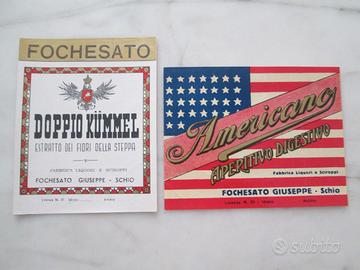 FOCHESATO
DOPPIO KÜMMEL
ESTRATTO DEI FIORI DELLA STEPPA
FABBRICA LIQUORI E SCIROPPI
FOCHESATO GIUSEPPE - SCHIO
Americano
APERITIVO DIGESTIVO
Fabbrica Liquori e Sciroppi
FOCHESATO GIUSEPPE - Schio
subito